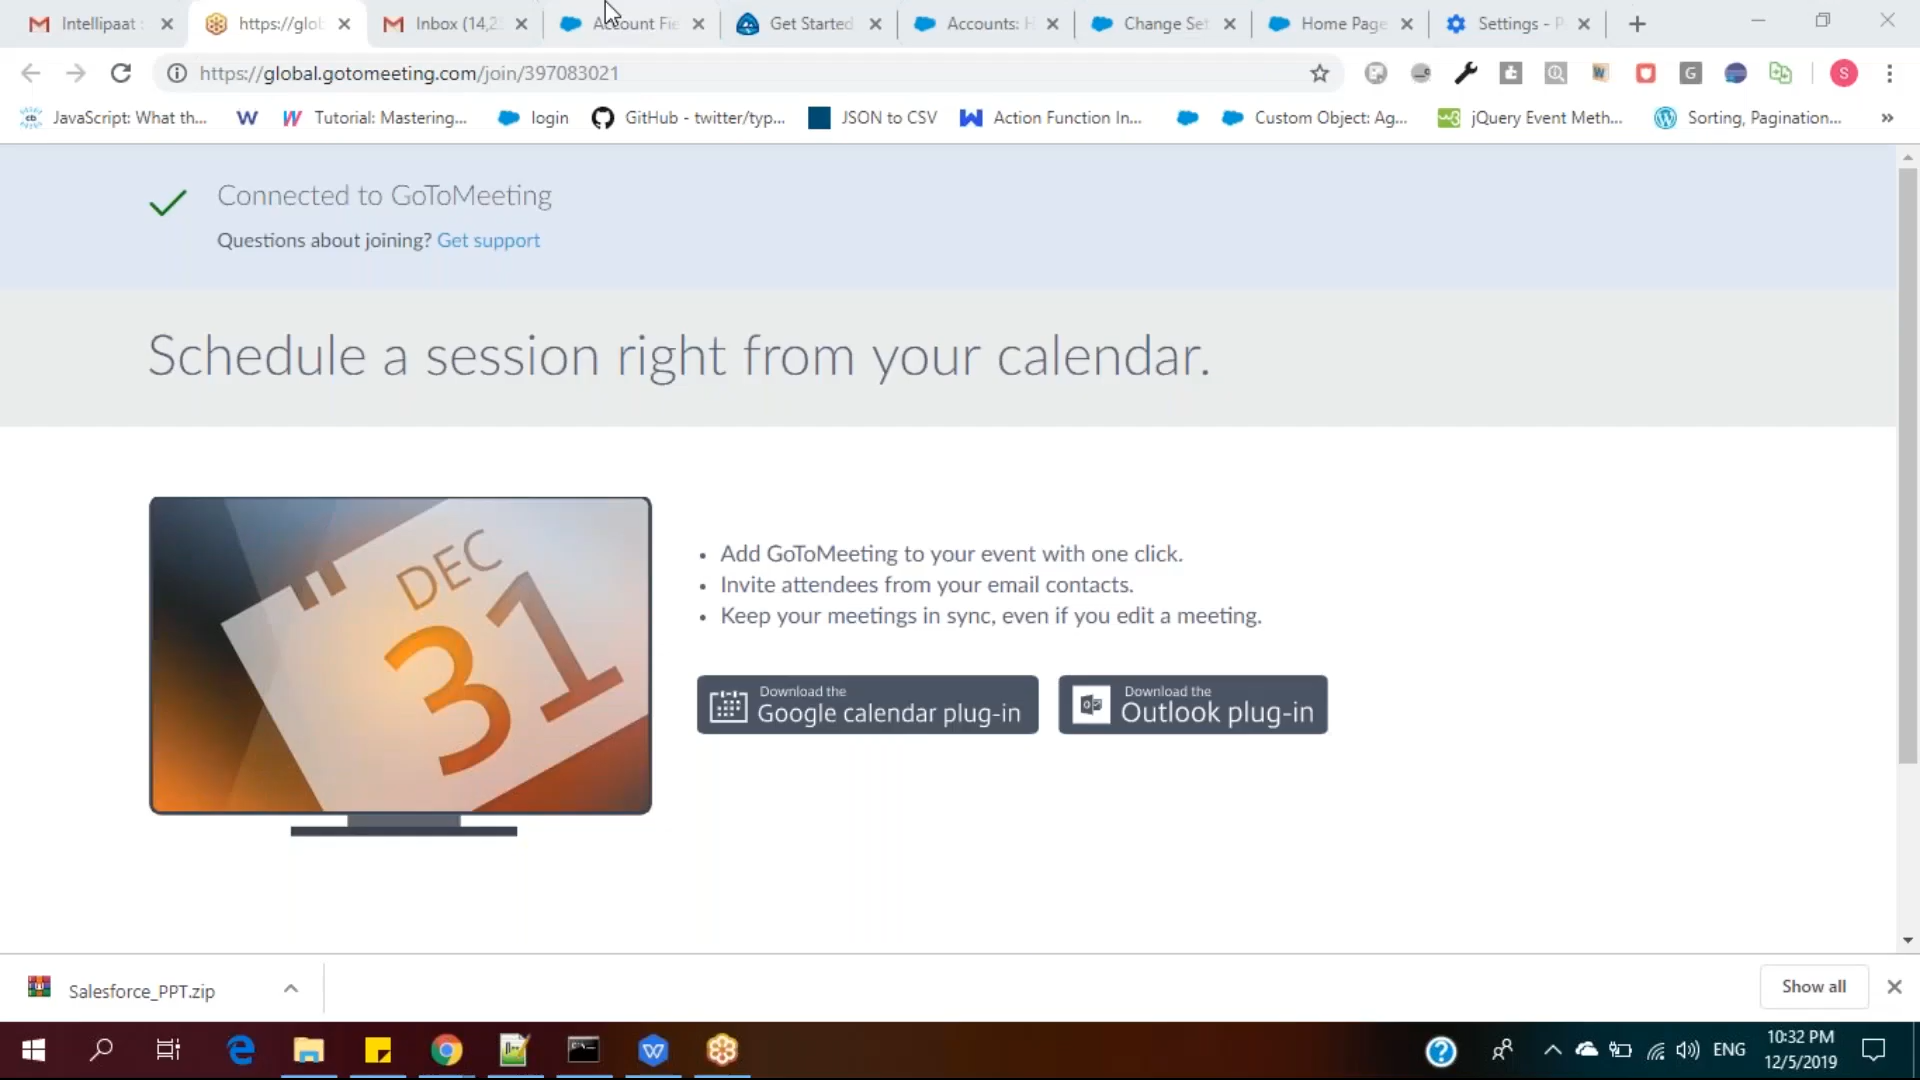 Intellipaat
https://glol
Inbox (14,2
Account Fie
Get Started
Accounts: H
Change Set
Home Page
Settings - P
https://global.gotomeeting.com/join/397083021
S
JavaScript: What th...
Tutorial: Mastering...
login
GitHub - twitter/typ...
JSON to CSV
Action Function In...
Custom Object: Ag...
jQuery Event Meth...
Sorting, Pagination...
»
Connected to GoToMeeting
Questions about joining? Get support
Schedule a session right from your calendar.
DEC
31
• Add GoToMeeting to your event with one click.
• Invite attendees from your email contacts.
• Keep your meetings in sync, even if you edit a meeting.
Download the
Google calendar plug-in
Download the
Outlook plug-in
Salesforce_PPT.zip
Show all
ENG
10:32 PM
12/5/2019